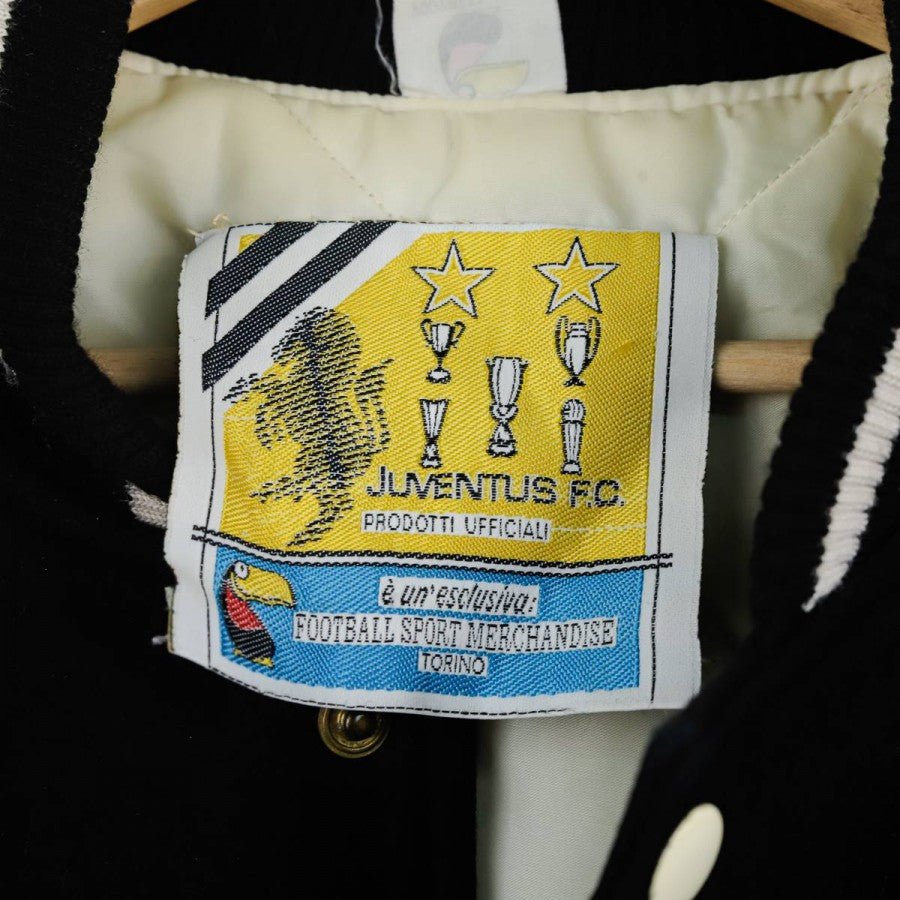 JUVENTUS F.C.
PRODOTTI UFFICIALI
è un'esclusiva:
FOOTBALL SPORT MERCHANDISE
TORINO